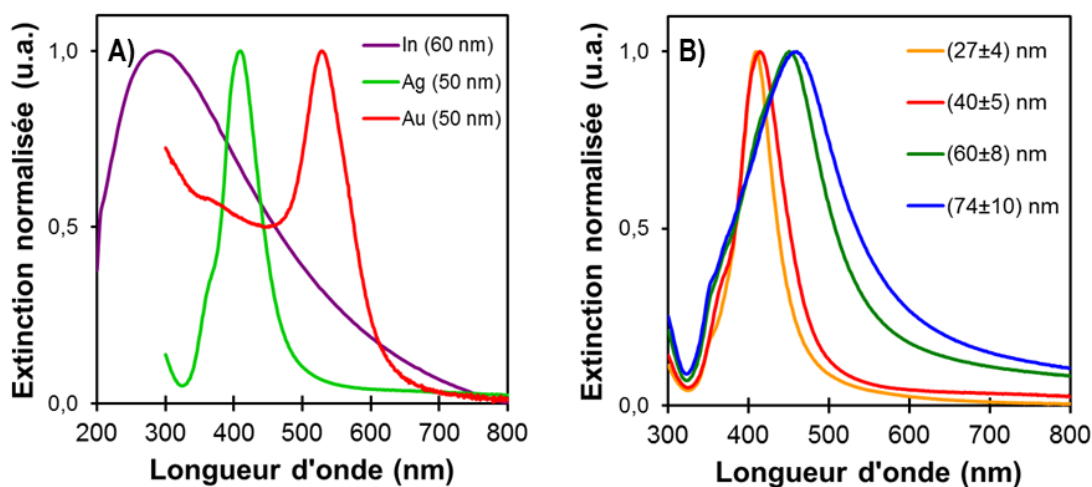 A)
Extinction normalisée (u.a.)
1,0
0,5
0,0
In (60 nm)
Ag (50 nm)
Au (50 nm)
200 300 400 500 600 700 800
Longueur d'onde (nm)
B)
Extinction normalisée (u.a.)
1,0
0,5
0,0
(27±4) nm
(40±5) nm
(60±8) nm
(74±10) nm
300 400 500 600 700 800
Longueur d'onde (nm)